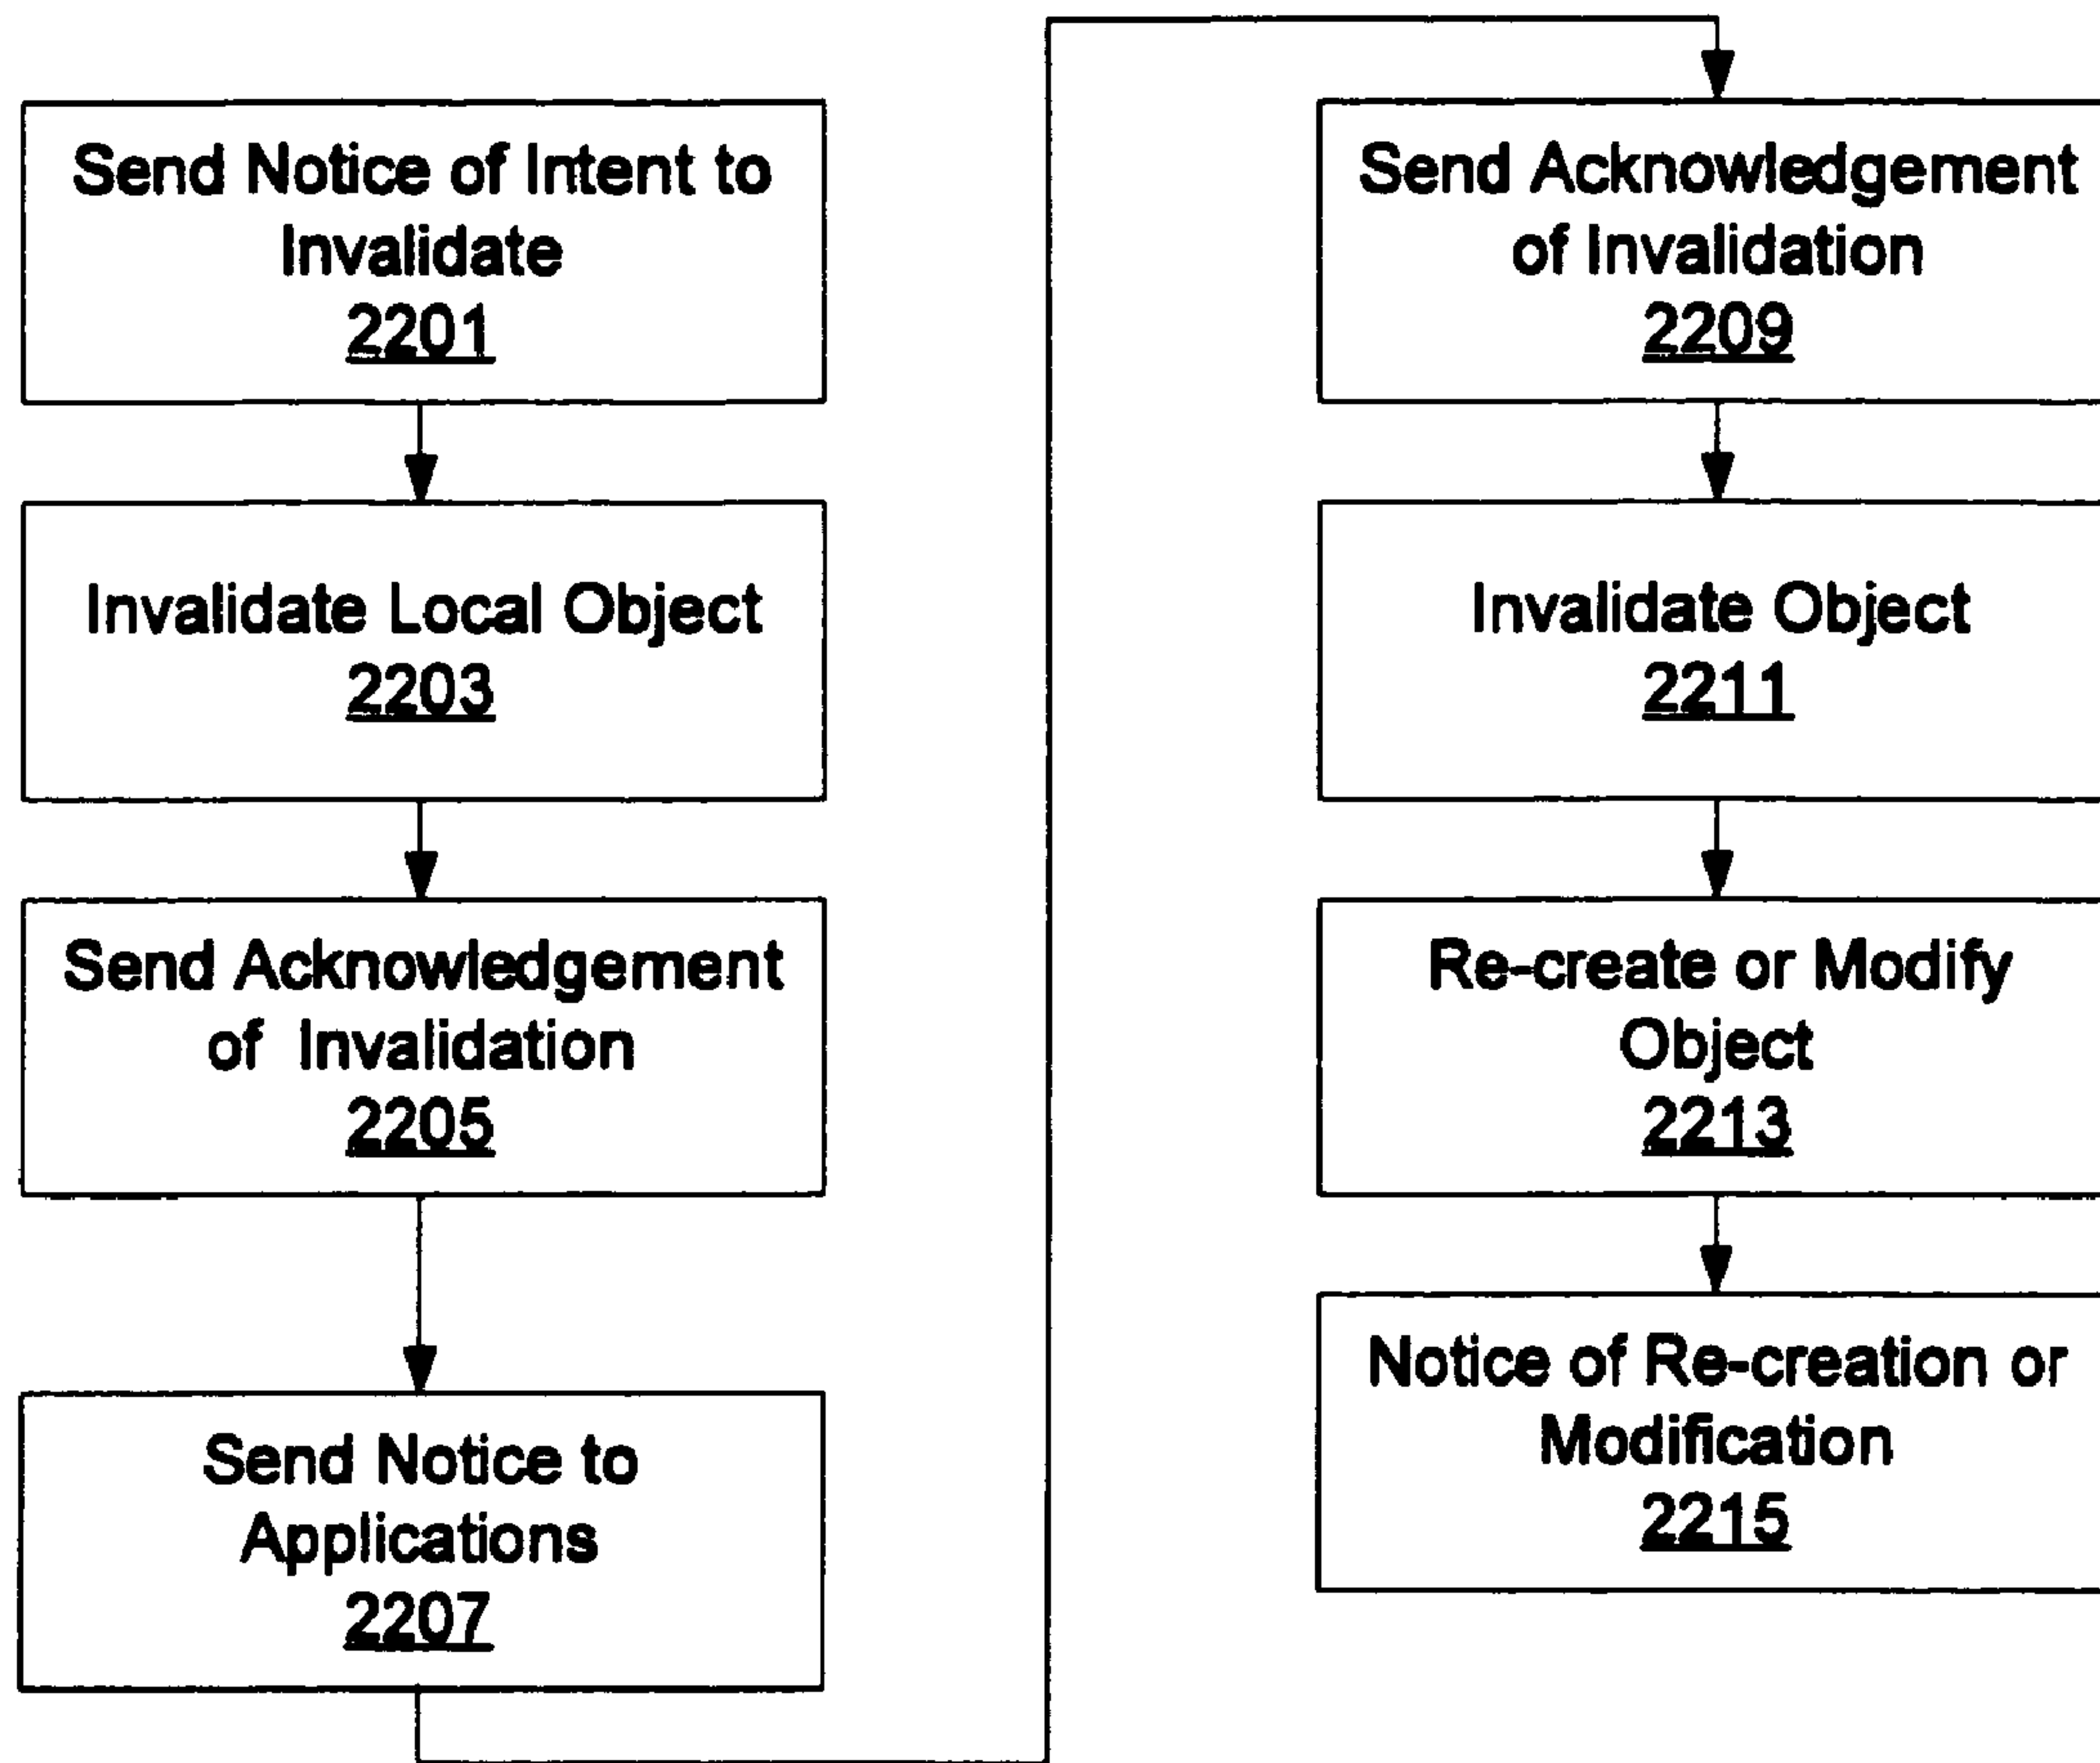 Send Notice of Intent to
Invalidate
2201
Invalidate Local Object
2203
Send Acknowledgement
of Invalidation
2205
Send Notice to
Applications
2207
Send Acknowledgement
of Invalidation
2209
Invalidate Object
2211
Re-create or Modify
Object
2213
Notice of Re-creation or
Modification
2215